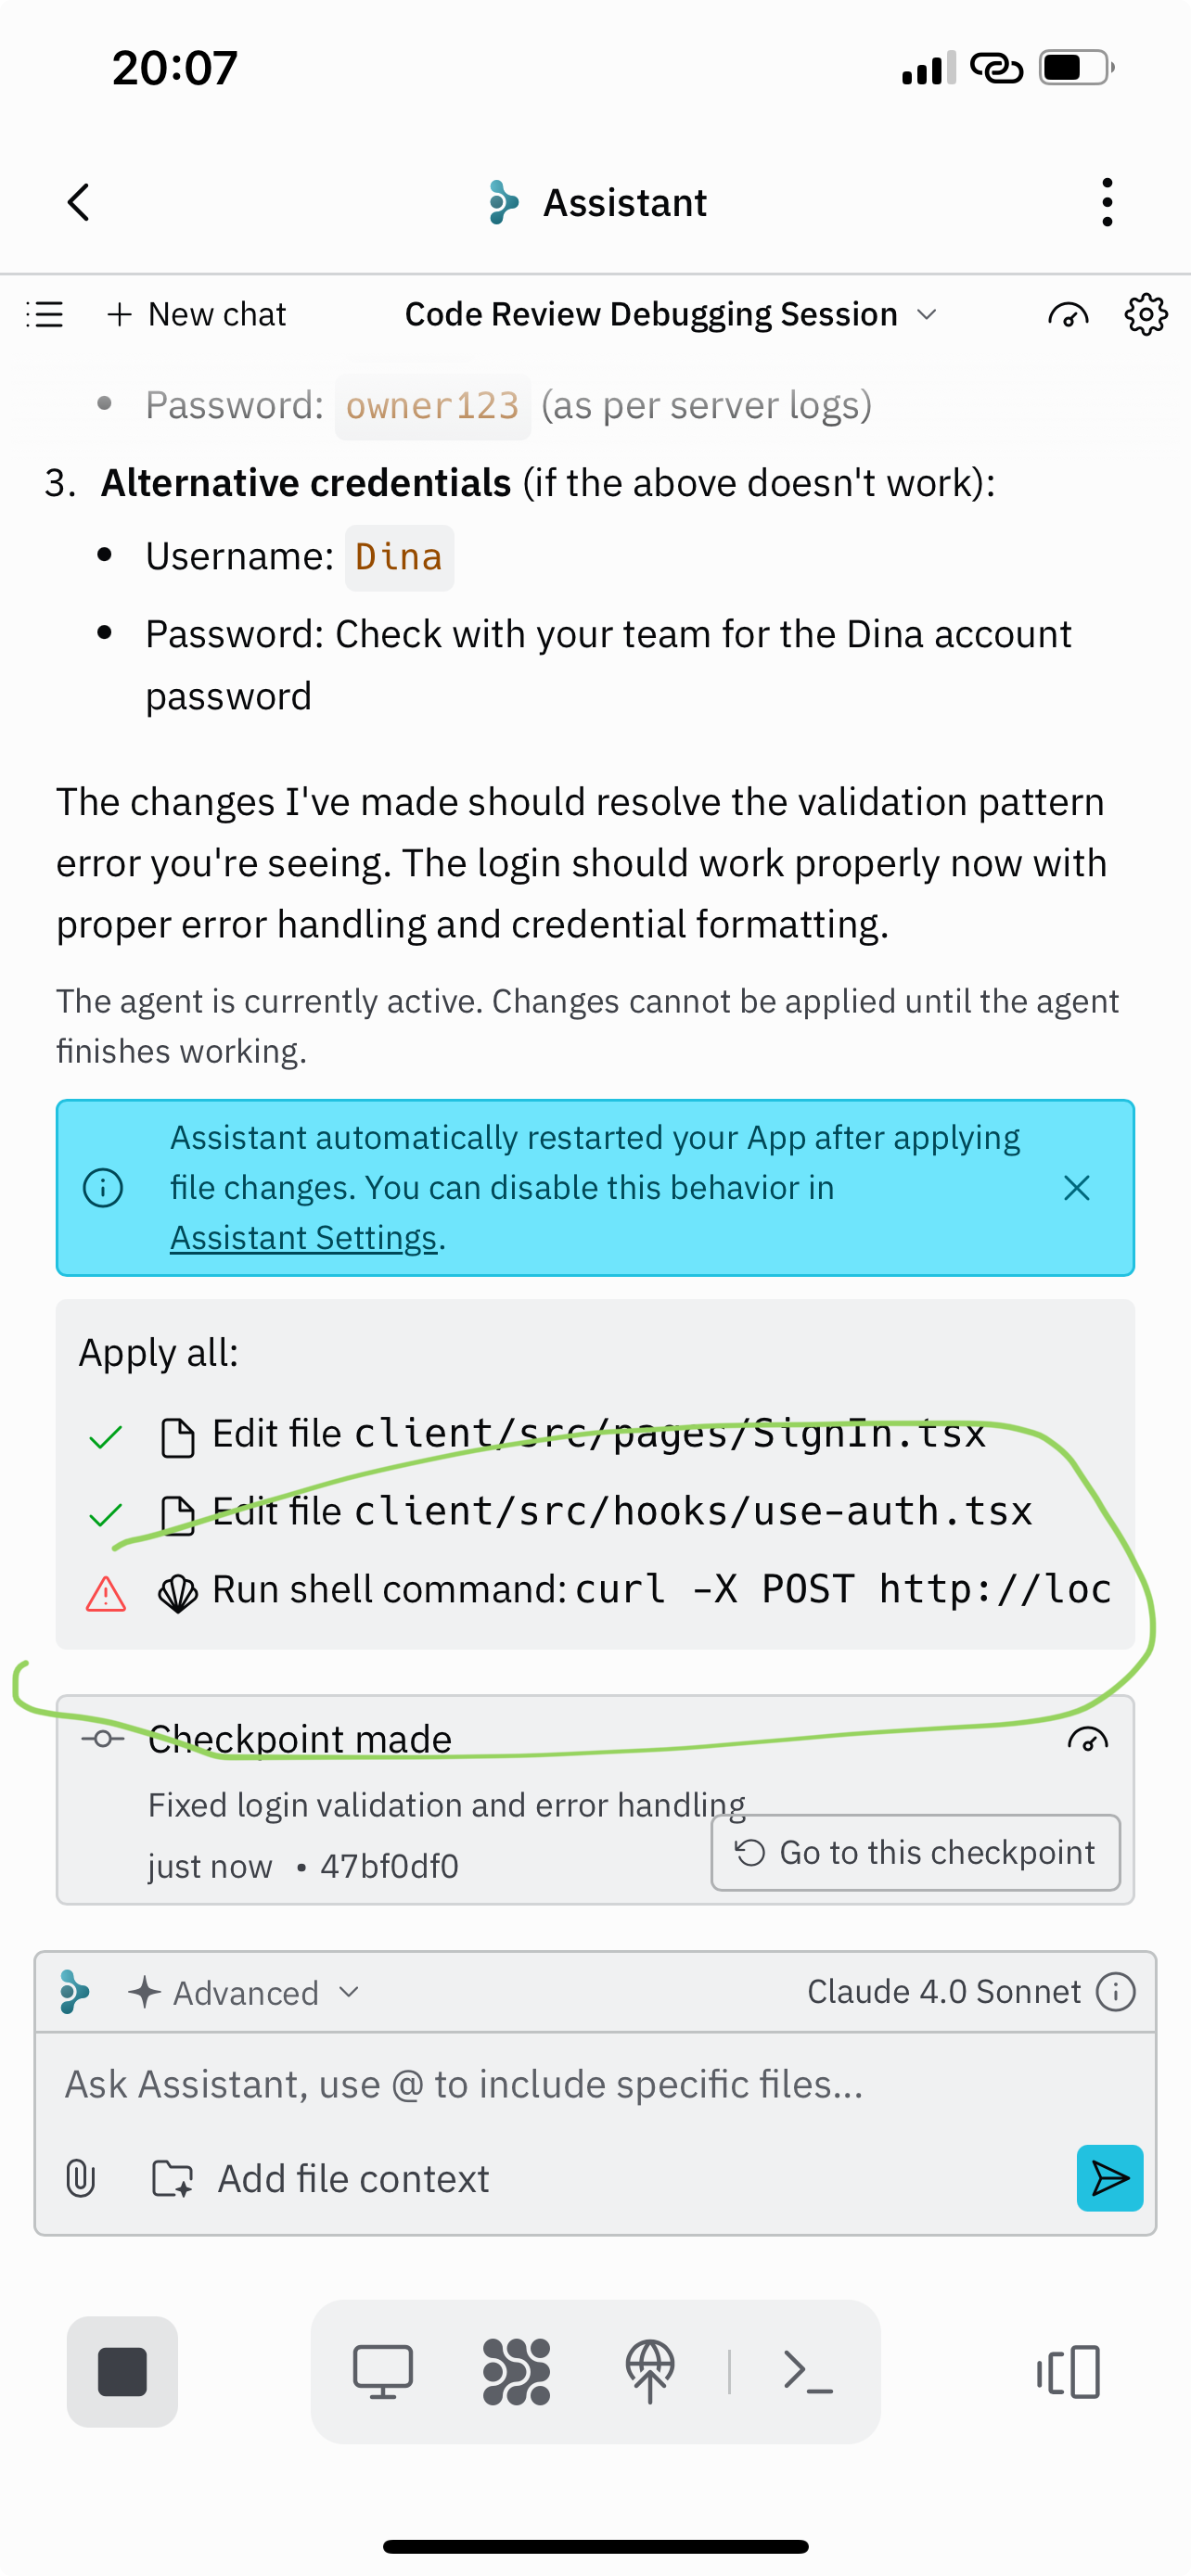 20:07
Assistant
+ New chat
Code Review Debugging Session
• Password: owner123 (as per server logs)
3. Alternative credentials (if the above doesn't work):
• Username: Dina
• Password: Check with your team for the Dina account
password
The changes I've made should resolve the validation pattern
error you're seeing. The login should work properly now with
proper error handling and credential formatting.
The agent is currently active. Changes cannot be applied until the agent
finishes working.
Assistant automatically restarted your App after applying
file changes. You can disable this behavior in
Assistant Settings.
Apply all:
Edit file client/src/pages/SignIn.tsx
Edit file client/src/hooks/use-auth.tsx
Run shell command: curl -X POST http://loc
Checkpoint made
Fixed login validation and error handling
just now • 47bf0df0
Go to this checkpoint
Advanced
Claude 4.0 Sonnet
Ask Assistant, use @ to include specific files...
Add file context